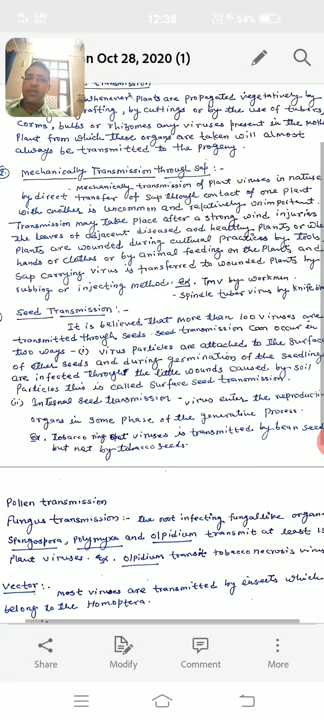 12:38
54%
n Oct 28, 2020 (1)
Transmission
Whenever plants are propagated vegetatively by
rafting, by cuttings or by the use of tubers
corms, bulbs or rhizomes any viruses present in the moth
Plant from which these organs are taken will almost
always be transmitted to the progeny.
Mechanically Transmission through Sap:-
- Mechanically transmission of plant viruses in nature
by direct transfer of sap through contact of one plant
with another is uncommon and relatively unimportant.
Transmission may take place after a strong wind injuries
the leaves of adjacent diseased and healthy plants or whe
plants are wounded during cultural practices by tools,
hands or clothes or by animal feeding on the plants and
Sap carrying virus is transferred to wounded plants by
rubbing or injecting method. Ex. TMV by workmen.
- Spindle tuber virus by knife
Seed Transmission:-
It is believed that more than 100 viruses are
transmitted through seeds. Seed transmission can occur in
two ways - (i) virus particles are attached to the surface
of seeds and during germination of the seedling
are infected through the little wounds caused by soil
Particles this is called surface seed transmission.
(ii) Internal seed transmission - virus enter the reproducti
organs in some phase of the generative process.
Ex. Tobacco ring spot viruses is transmitted by bean seed
but not by tobacco seeds.
Pollen transmission
Fungus transmission:- the root infecting fungal like organ
Spongospora, Polymyxa and olpidium transmit at least
Plant viruses. Ex. olpidium transit tobacco necrosis viru
Vector:- most viruses are transmitted by insects which
belong to the Homoptera.
Share
Modify
Comment
More